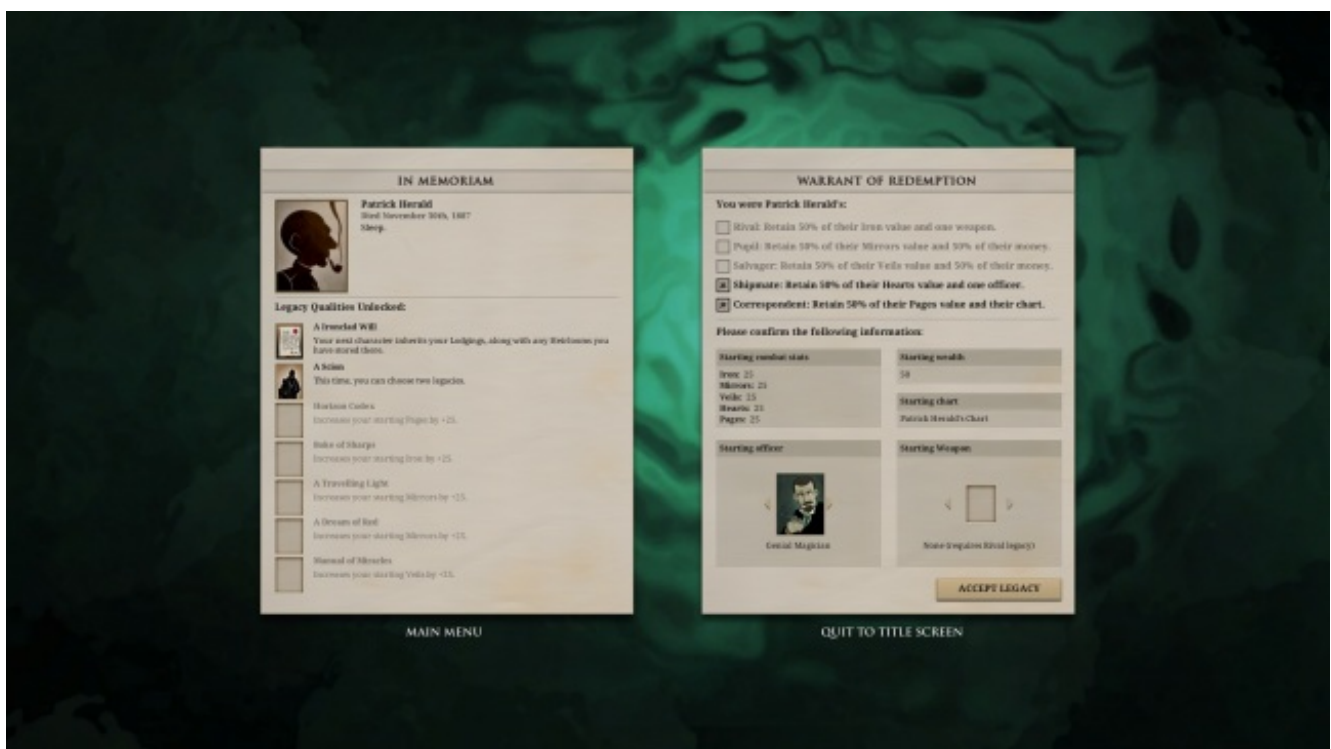 IN MEMORIAM
Patrick Herald
Died November 30th, 1887
Sleep.
Legacy Qualities Unlocked:
A Ironclad Will
Your next character inherits your Lodgings, along with any Heirlooms you
have stored there.
A Scion
This time, you can choose two legacies.
Horizon Codex
Increases your starting Pages by +25.
of Sharps
Increases your starting Iron by +25.
A Travelling Light
Increases your starting Mirrors by +25.
A Dream of Red
Increases your starting Mirrors by +25.
Manual of Miracles
Increases your starting Veils by +25.
MAIN MENU
WARRANT OF REDEMPTION
You were Patrick Herald's:
Rival: Retain 50% of their Iron value and one weapon.
Pupil: Retain 50% of their Mirrors value and 50% of their money.
Salvager: Retain 50% of their Veils value and 50% of their money.
Shipmate: Retain 50% of their Hearts value and one officer.
Correspondent: Retain 50% of their Pages value and their chart.
Please confirm the following information:
Starting combat stats
Iron: 25
Mirrors: 25
Veils: 25
Hearts: 25
Pages: 25
Starting wealth
50
Starting chart
Patrick Herald's Chart
Starting officer
Genial Magician
Starting Weapon
None (requires Rival legacy)
ACCEPT LEGACY
QUIT TO TITLE SCREEN